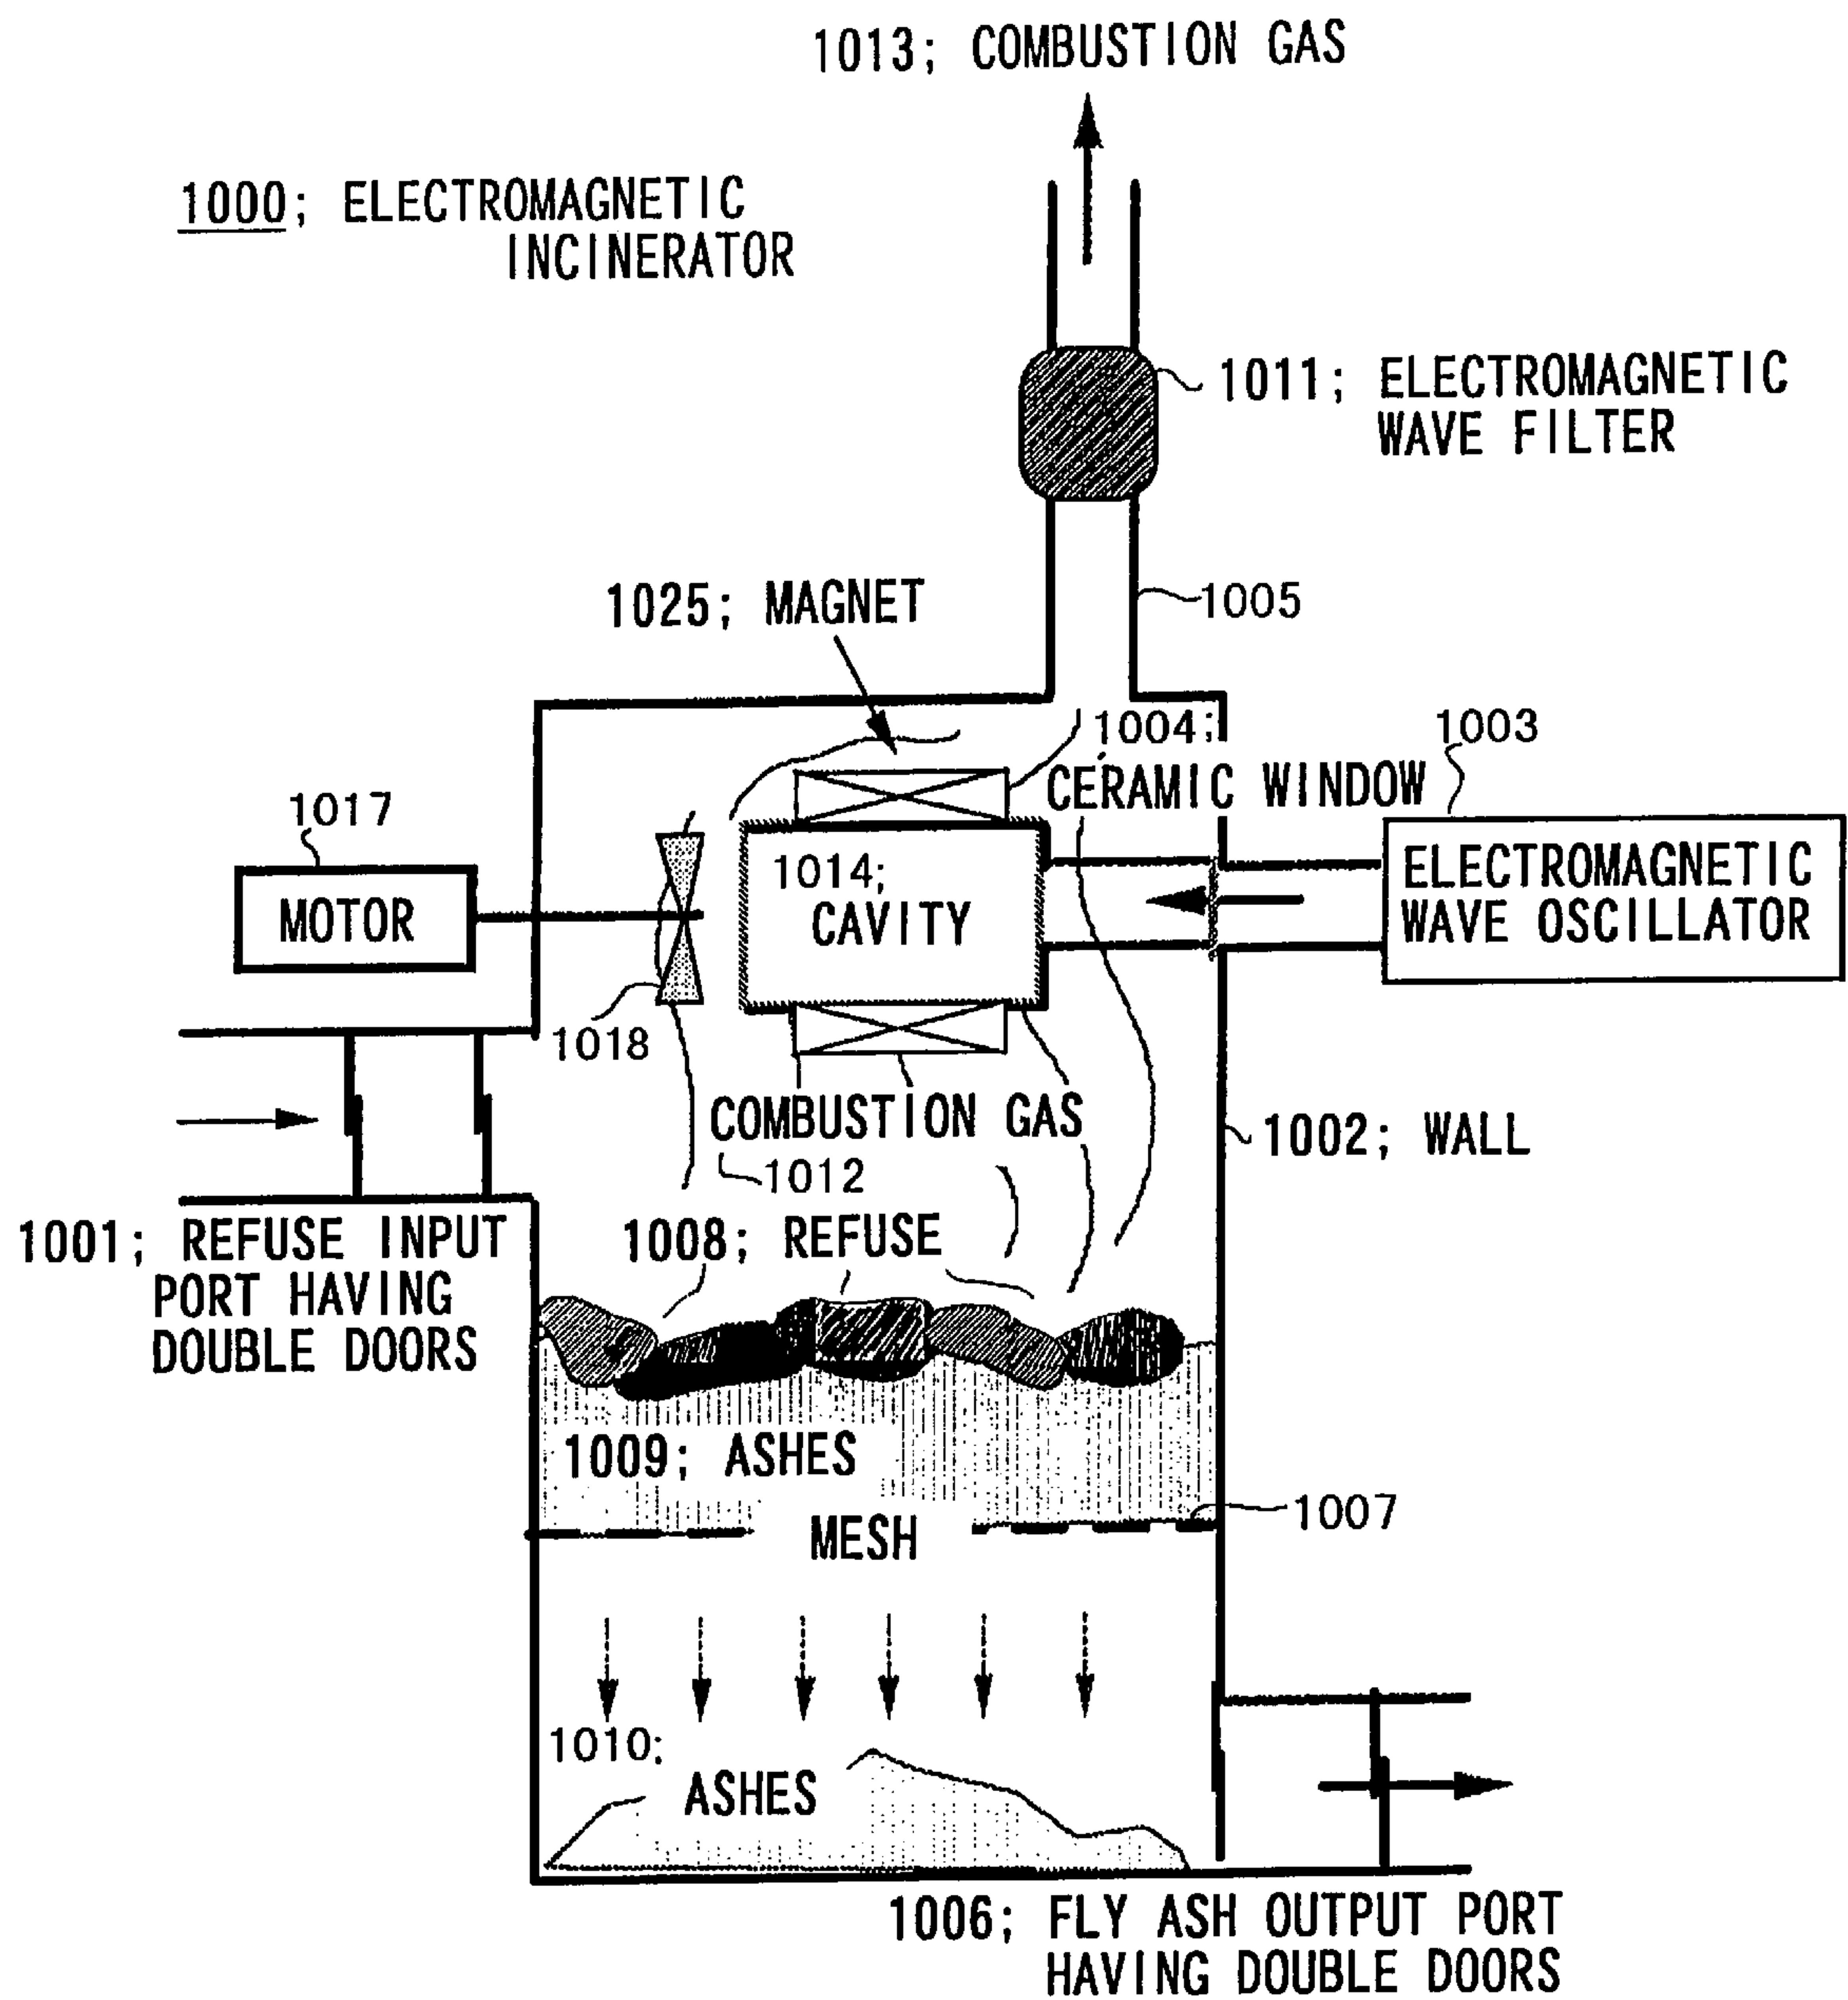 1013; COMBUSTION GAS
1000; ELECTROMAGNETIC
INCINERATOR
1011; ELECTROMAGNETIC
WAVE FILTER
1025; MAGNET
1005
1004;
CERAMIC WINDOW
1003
1017
MOTOR
1014;
CAVITY
ELECTROMAGNETIC
WAVE OSCILLATOR
1018
COMBUSTION GAS
1012
1002; WALL
1001; REFUSE INPUT
PORT HAVING
DOUBLE DOORS
1008; REFUSE
1009; ASHES
MESH
1007
1010;
ASHES
1006; FLY ASH OUTPUT PORT
HAVING DOUBLE DOORS